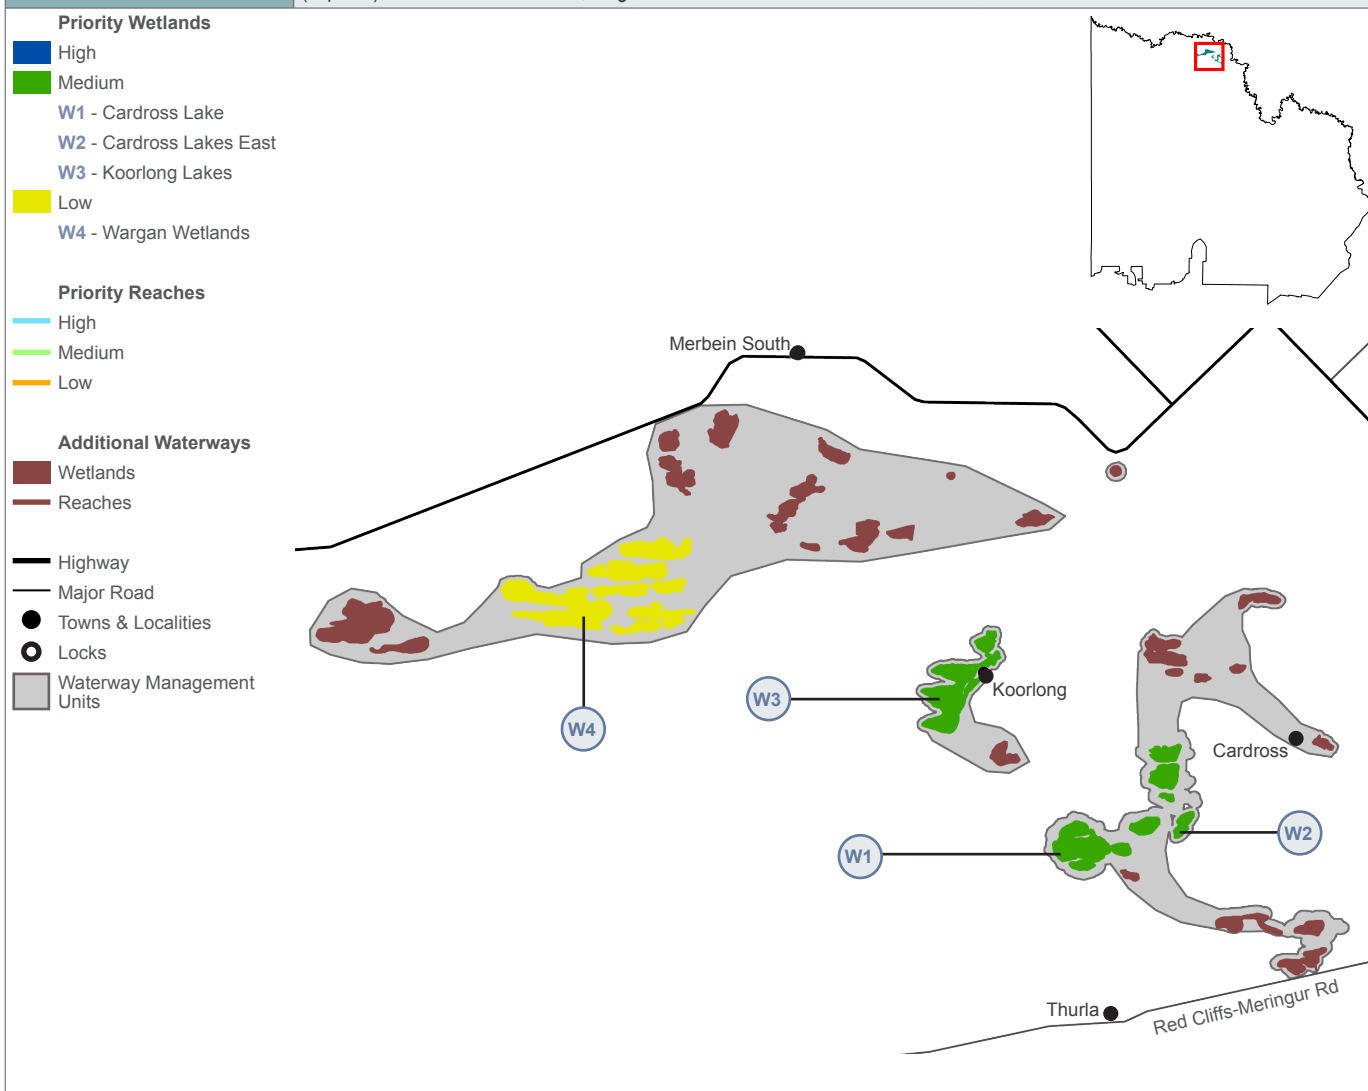 Priority Wetlands
High
Medium
W1 - Cardross Lake
W2 - Cardross Lakes East
W3 - Koorlong Lakes
Low
W4 - Wargan Wetlands
Priority Reaches
High
Medium
Low
Additional Waterways
Wetlands
Reaches
Highway
Major Road
Towns & Localities
Locks
Waterway Management
Units
Merbein South
W4
W3
Koorlong
Cardross
W1
W2
Thurla
Red Cliffs-Meringur Rd